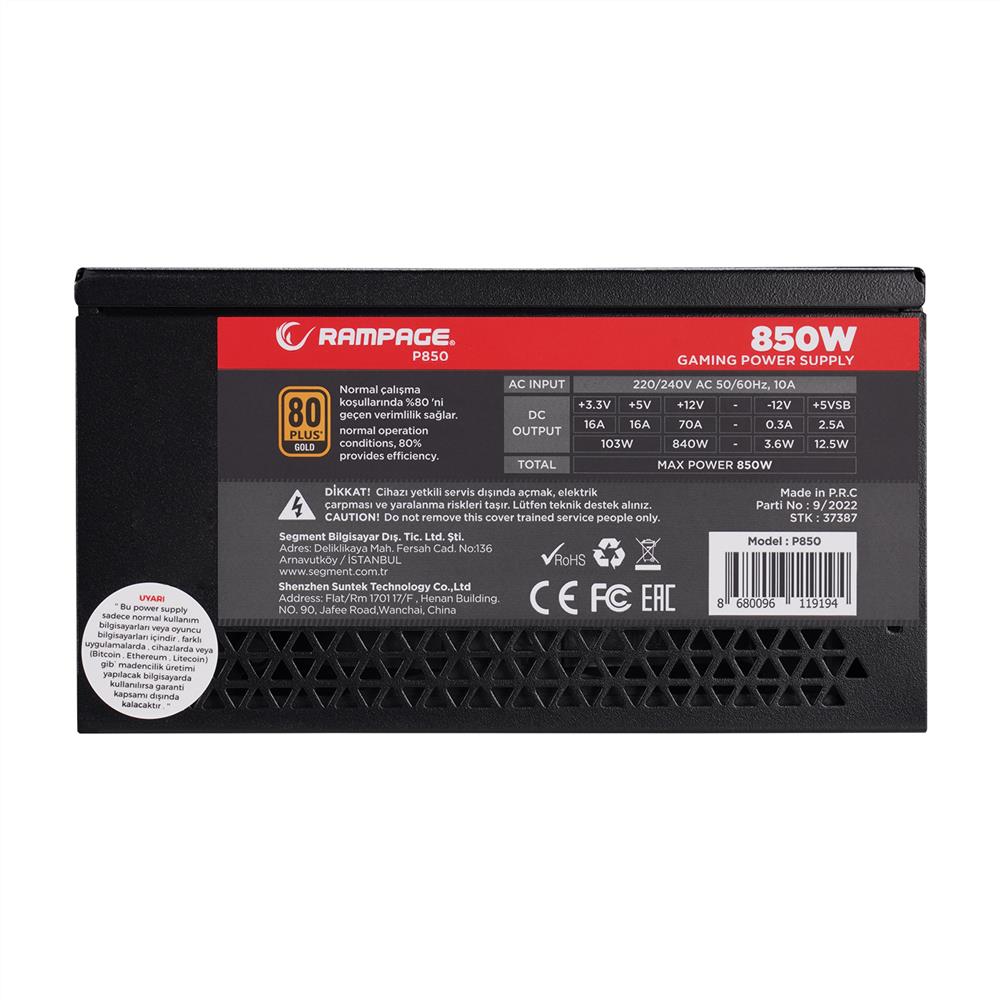 RAMPAGE®
P850
850W
GAMING POWER SUPPLY
80
PLUS®
GOLD
Normal çalışma
koşullarında %80 'ni
geçen verimlilik sağlar.
normal operation
conditions, 80%
provides efficiency.
AC INPUT 220/240V AC 50/60Hz, 10A
DC OUTPUT +3.3V +5V +12V - -12V +5VSB
16A 16A 70A - 0.3A 2.5A
103W 840W - 3.6W 12.5W
TOTAL MAX POWER 850W
DİKKAT! Cihazı yetkili servis dışında açmak, elektrik
çarpması ve yaralanma riskleri taşır. Lütfen teknik destek alınız.
CAUTION! Do not remove this cover trained service people only.
Made in P.R.C
Parti No : 9/2022
STK : 37387
Segment Bilgisayar Dış. Tic. Ltd. Şti.
Adres: Deliklikaya Mah. Fersah Cad. No:136
Arnavutköy / İSTANBUL
www.segment.com.tr
Shenzhen Suntek Technology Co.,Ltd
Address: Flat/Rm 1701 17/F , Henan Building.
NO. 90, Jafee Road,Wanchai, China
RoHS
CE FC EAC
Model : P850
8 680096 119194
UYARI
" Bu power supply
sadece normal kullanım
bilgisayarları veya oyuncu
bilgisayarları içindir . farklı
uygulamalarda . cihazlarda veya
(Bitcoin . Ethereum . Litecoin)
gib' madencilik üretimi
yapılacak bilgisayarda
kullanılırsa garanti
kapsamı dışında
kalacaktır . "